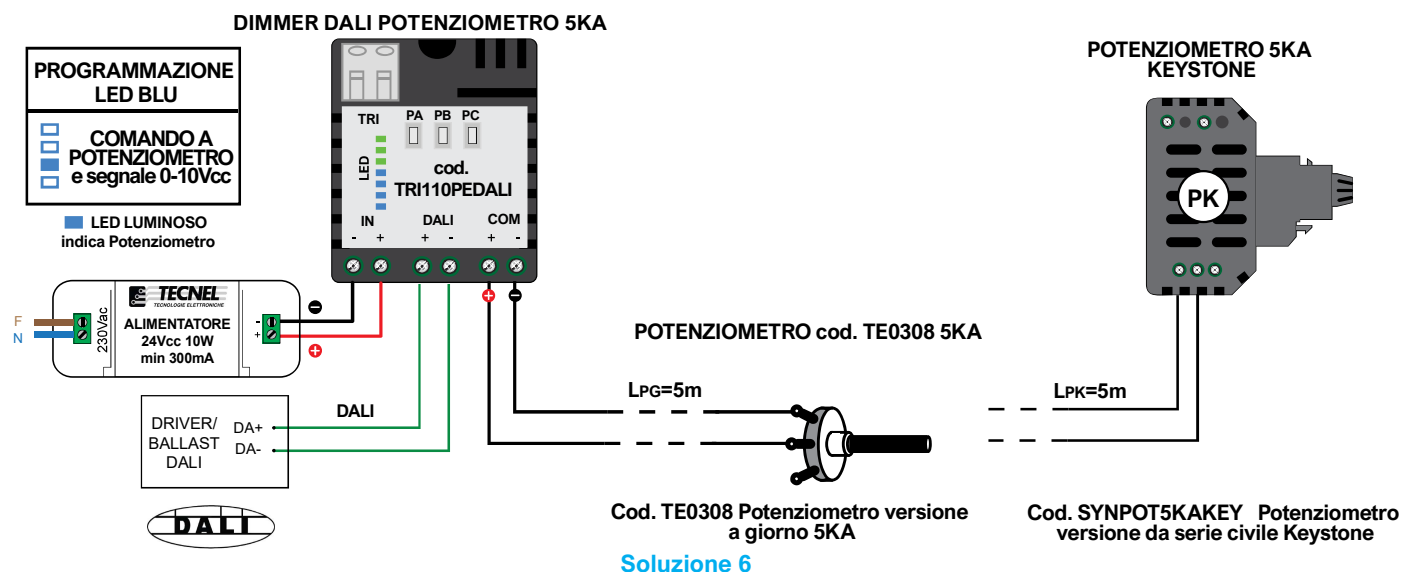 DIMMER DALI POTENZIOMETRO 5KA
PROGRAMMAZIONE
LED BLU
COMANDO A
POTENZIOMETRO
e segnale 0-10Vcc
LED LUMINOSO
indica Potenziometro
TRI
PA PB PC
LED
cod.
TRI110PEDALI
IN DALI COM
- + + - + -
POTENZIOMETRO 5KA
KEYSTONE
PK
F
N
230Vac
TECNEL
TECNOLOGIE ELETTRONICHE
ALIMENTATORE
24Vcc 10W
min 300mA
-
+
-
+
+ -
DRIVER/
BALLAST
DALI
DA+
DA-
DALI
DALI
POTENZIOMETRO cod. TE0308 5KA
LPG=5m
LPK=5m
Cod. TE0308 Potenziometro versione
a giorno 5KA
Cod. SYNPOT5KAKEY Potenziometro
versione da serie civile Keystone
Soluzione 6